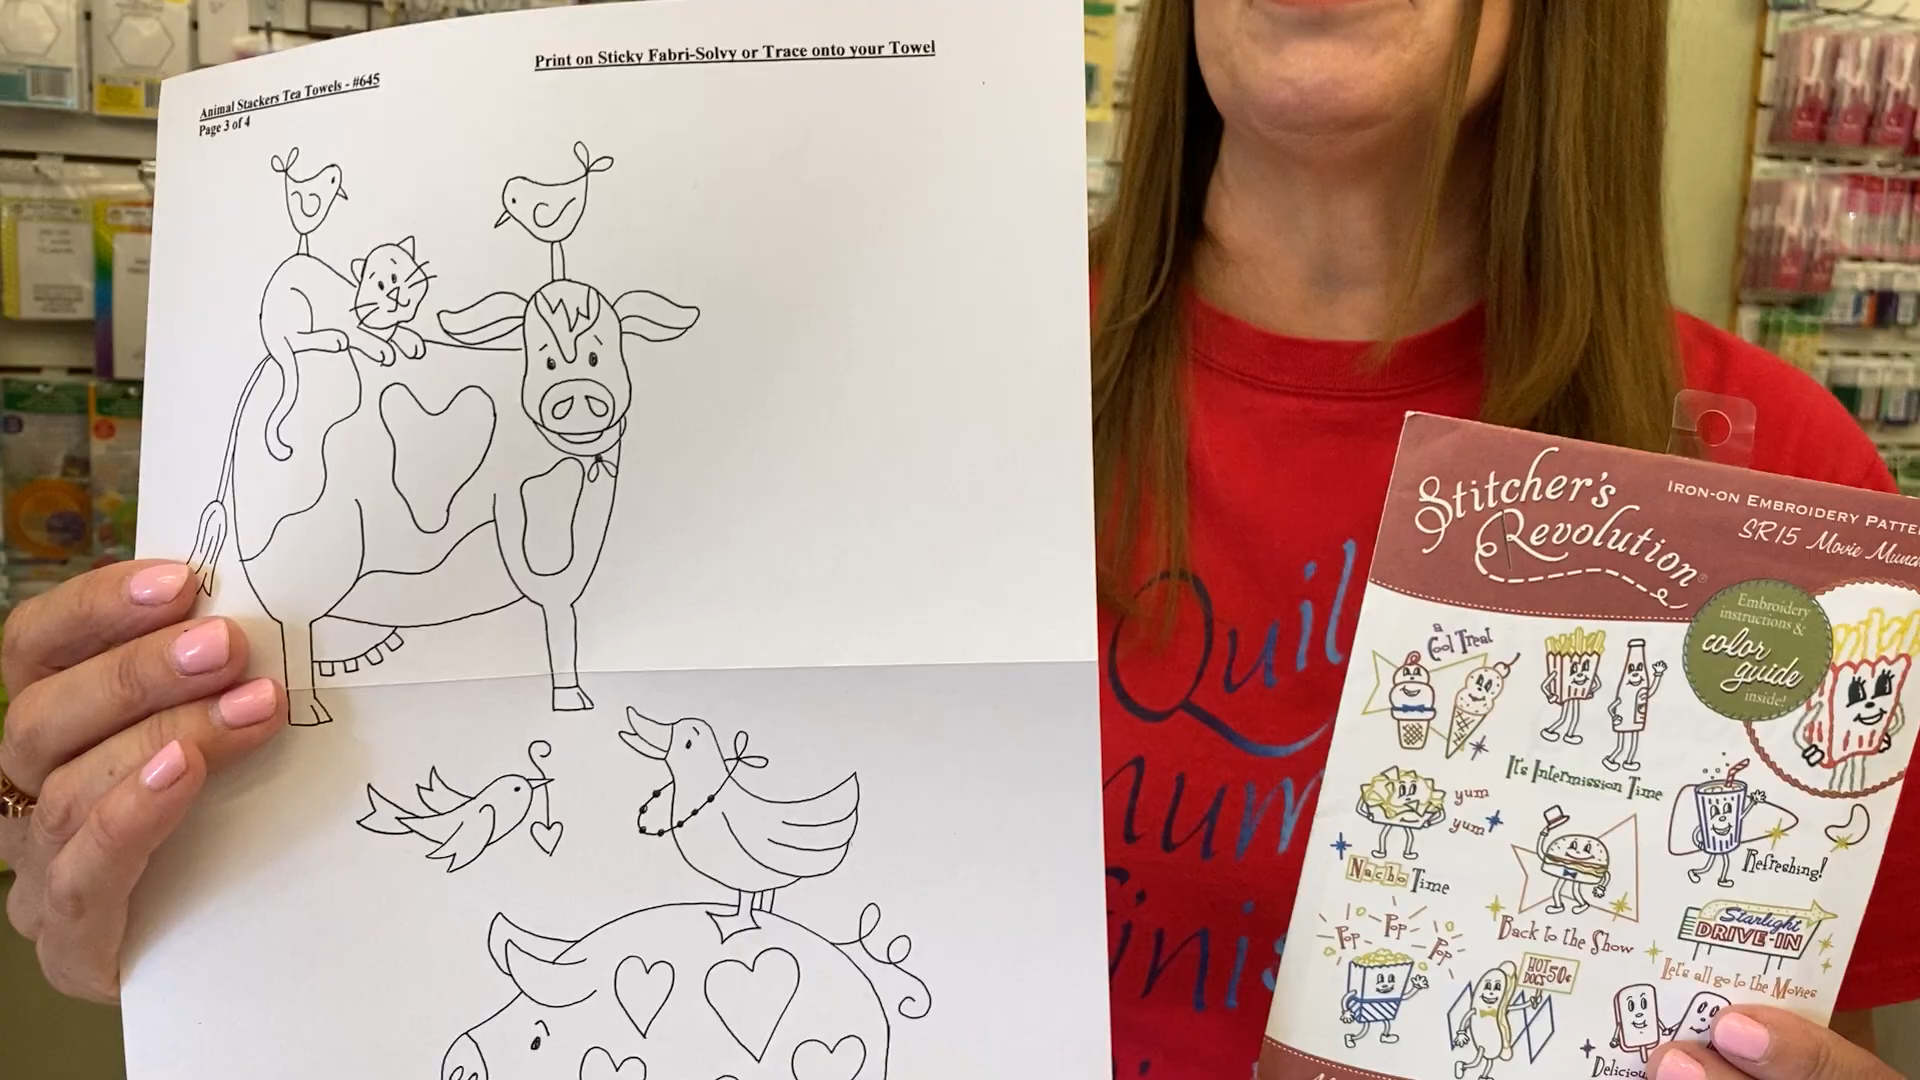 Animal Stackers Tea Towels - #645
Page 3 of 4
Print on Sticky Fabri-Solvy or Trace onto your Towel
Stitcher's
Revolution
IRON-ON EMBROIDERY
SR15 Movie
Embroidery
instructions &
color
guide
inside!
a
Cool Treat
It's Intermission Time
yum
yum
Nacho Time
Refreshing!
Back to the Show
Starlight
DRIVE-IN
Let's all go to the Movies
Pop
Pop
Pop
HOT
DOGS 50¢